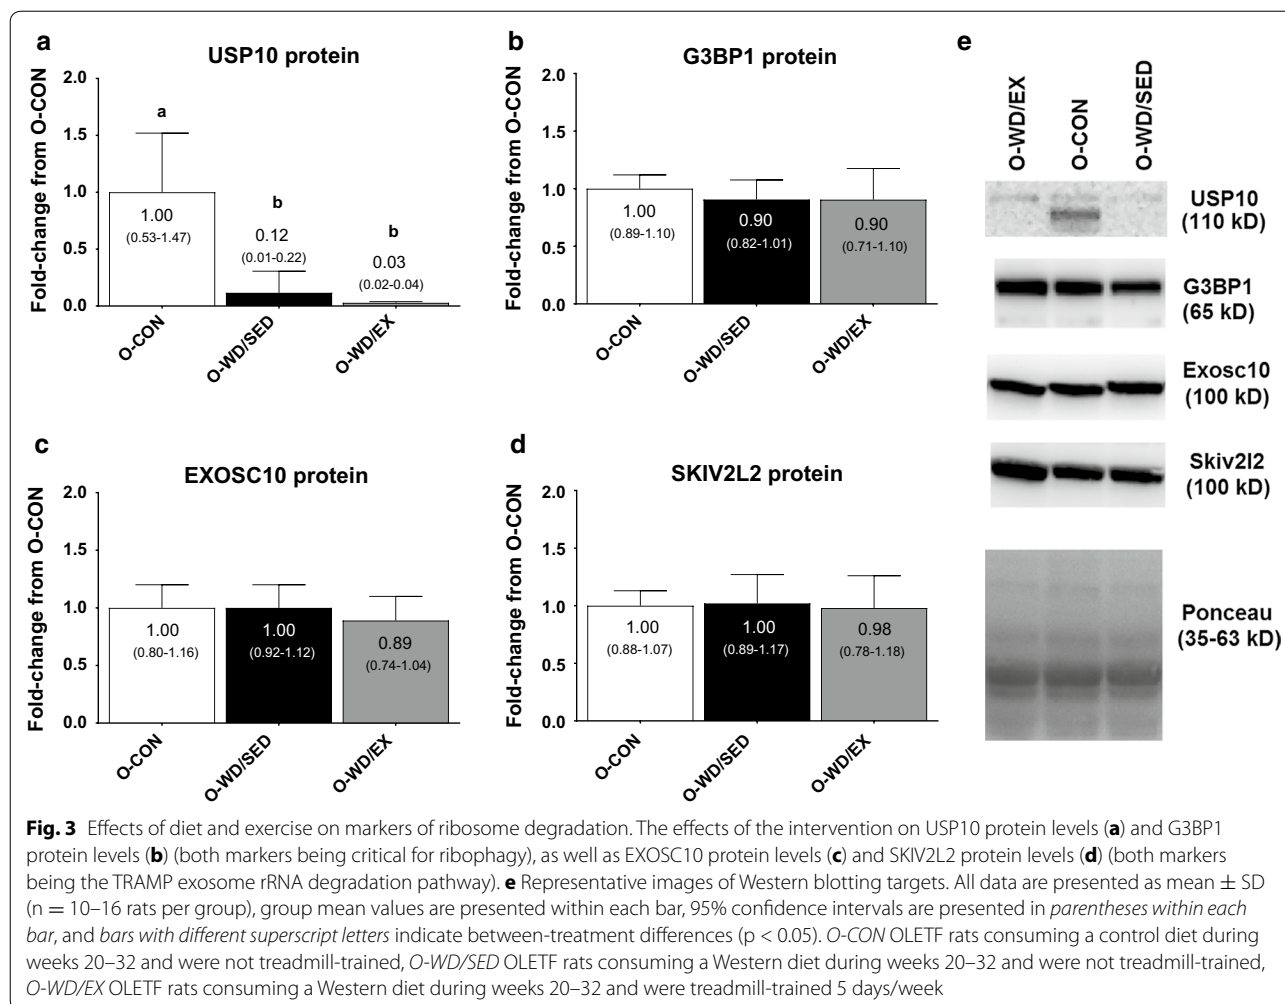 a
USP10 protein
Fold-change from O-CON
2.0
1.5
1.0
0.5
0.0
a
b
b
1.00
(0.53-1.47)
0.12
(0.01-0.22)
0.03
(0.02-0.04)
O-CON
O-WD/SED
O-WD/EX
b
G3BP1 protein
Fold-change from O-CON
2.0
1.5
1.0
0.5
0.0
1.00
(0.89-1.10)
0.90
(0.82-1.01)
0.90
(0.71-1.10)
O-CON
O-WD/SED
O-WD/EX
c
EXOSC10 protein
Fold-change from O-CON
2.0
1.5
1.0
0.5
0.0
1.00
(0.80-1.16)
1.00
(0.92-1.12)
0.89
(0.74-1.04)
O-CON
O-WD/SED
O-WD/EX
d
SKIV2L2 protein
Fold-change from O-CON
2.0
1.5
1.0
0.5
0.0
1.00
(0.88-1.07)
1.00
(0.89-1.17)
0.98
(0.78-1.18)
O-CON
O-WD/SED
O-WD/EX
e
O-WD/EX
O-CON
O-WD/SED
USP10
(110 kD)
G3BP1
(65 kD)
Exosc10
(100 kD)
Skiv2l2
(100 kD)
Ponceau
(35-63 kD)
Fig. 3 Effects of diet and exercise on markers of ribosome degradation. The effects of the intervention on USP10 protein levels (a) and G3BP1
protein levels (b) (both markers being critical for ribophagy), as well as EXOSC10 protein levels (c) and SKIV2L2 protein levels (d) (both markers
being the TRAMP exosome rRNA degradation pathway). e Representative images of Western blotting targets. All data are presented as mean ± SD
(n = 10–16 rats per group), group mean values are presented within each bar, 95% confidence intervals are presented in parentheses within each
bar, and bars with different superscript letters indicate between-treatment differences (p < 0.05). O-CON OLETF rats consuming a control diet during
weeks 20–32 and were not treadmill-trained, O-WD/SED OLETF rats consuming a Western diet during weeks 20–32 and were not treadmill-trained,
O-WD/EX OLETF rats consuming a Western diet during weeks 20–32 and were treadmill-trained 5 days/week